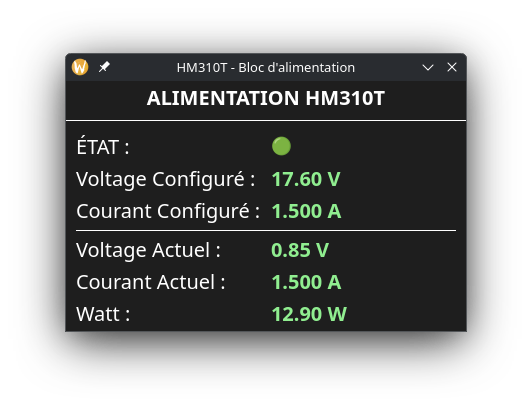 HM310T - Bloc d'alimentation
ALIMENTATION HM310T
ÉTAT :
Voltage Configuré : 17.60 V
Courant Configuré : 1.500 A
Voltage Actuel : 0.85 V
Courant Actuel : 1.500 A
Watt : 12.90 W